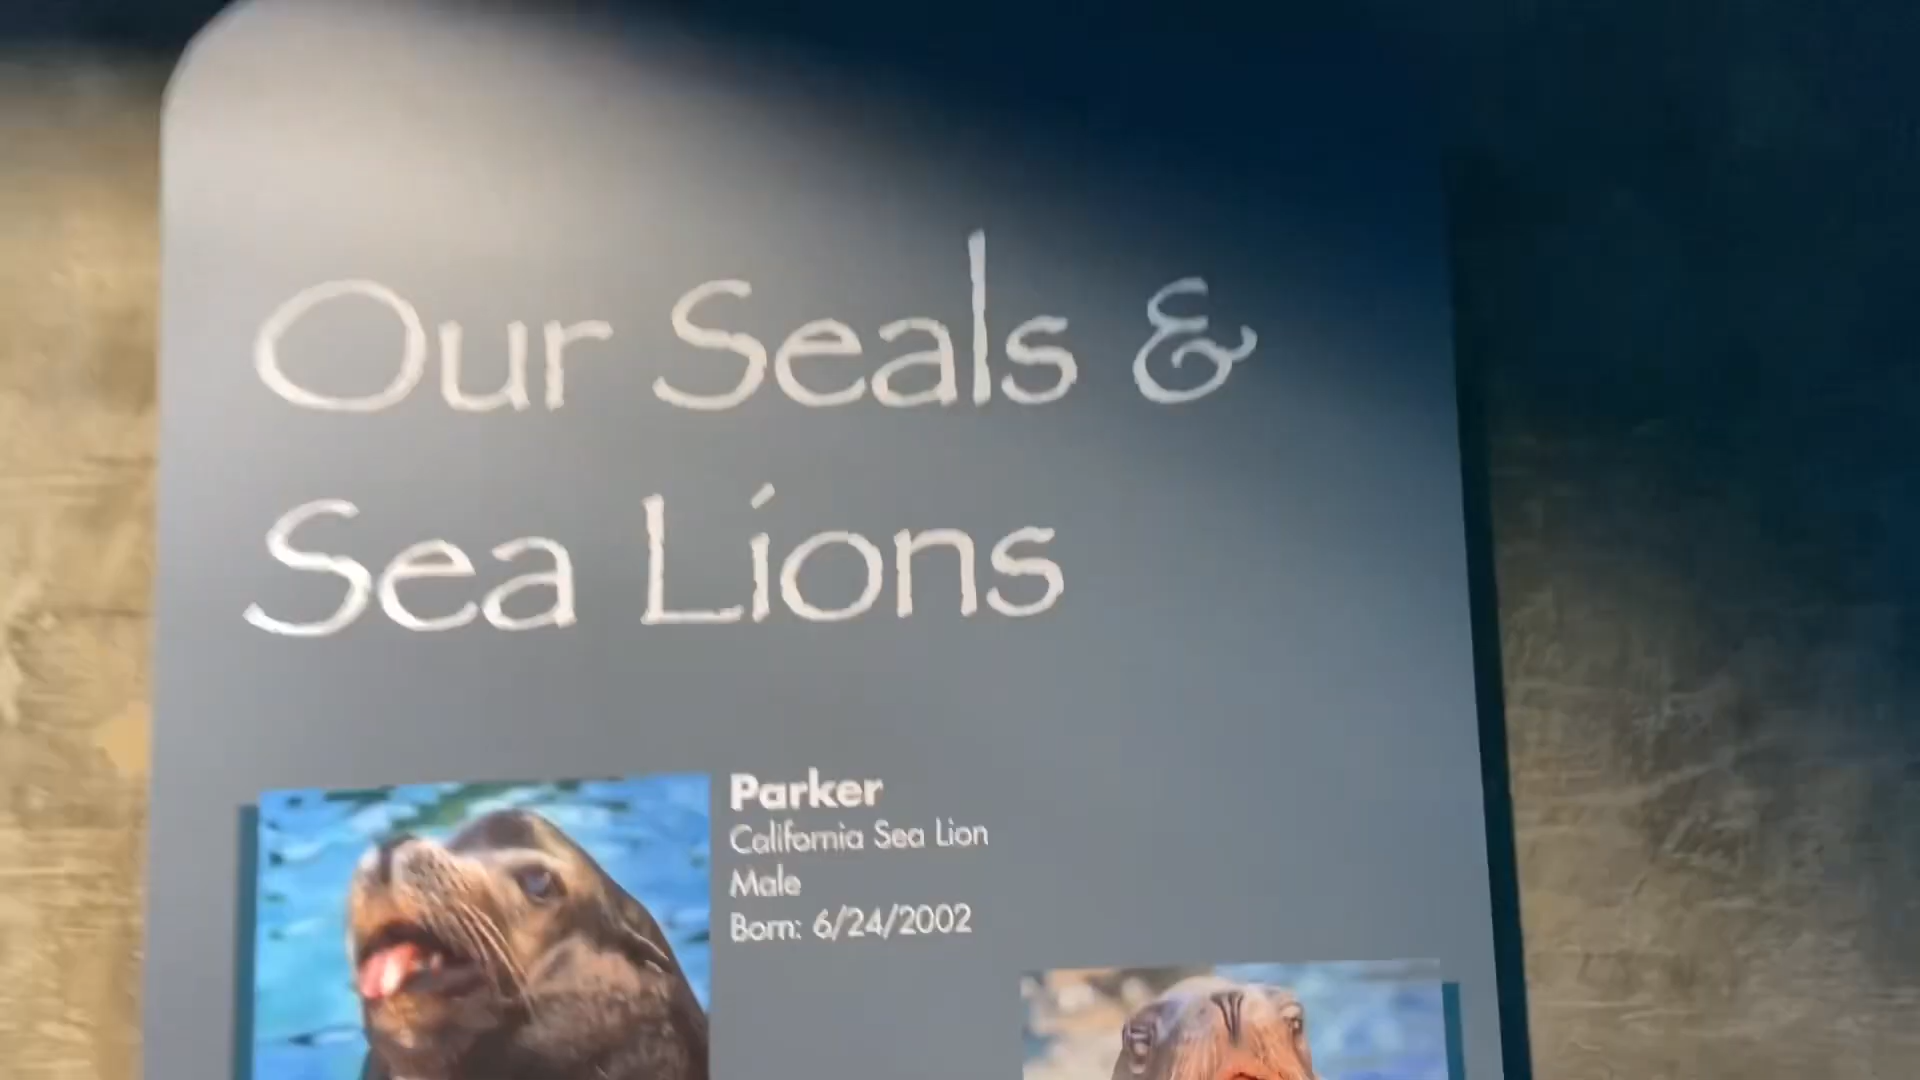 Our Seals &
Sea Lions
Parker
California Sea Lion
Male
Born: 6/24/2002